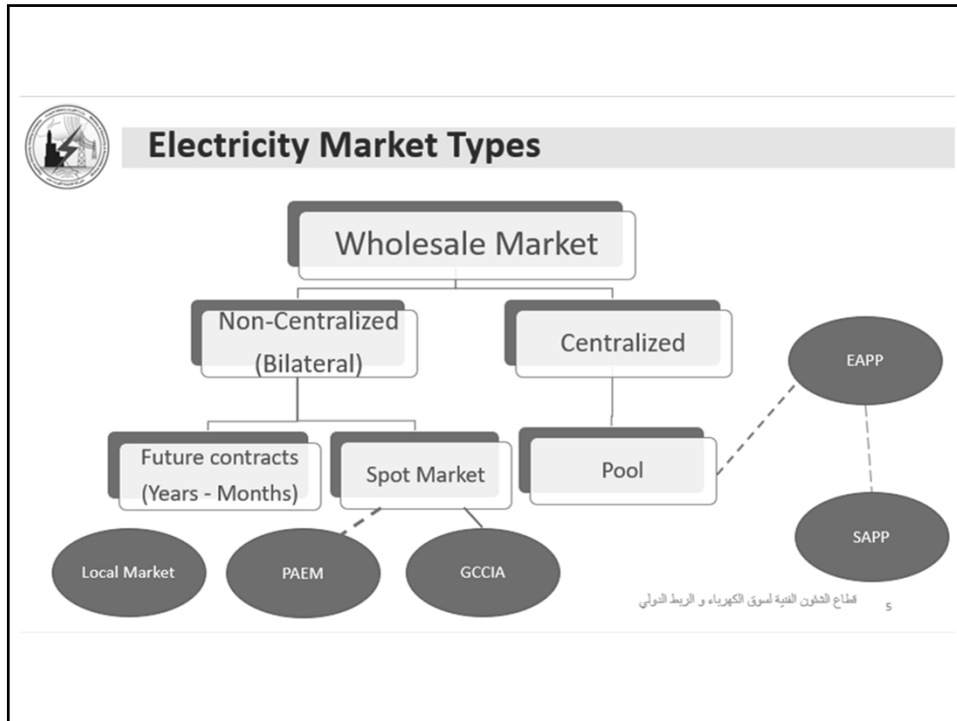 Electricity Market Types
Wholesale Market
Non-Centralized
(Bilateral)
Centralized
EAPP
Future contracts
(Years - Months)
Spot Market
Pool
SAPP
Local Market
PAEM
GCCIA
قطاع الشئون الفنية لسوق الكهرباء و الربط الدولي
5